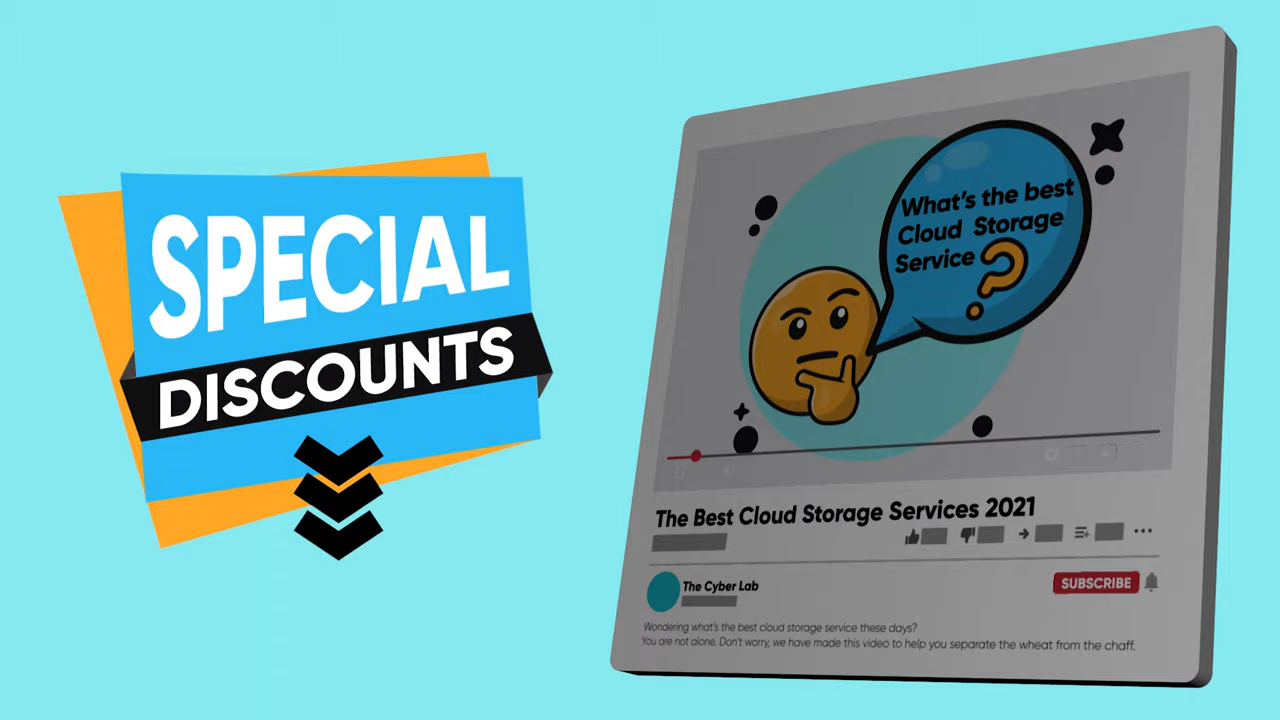 SPECIAL
DISCOUNTS
What's the best
Cloud Storage
Service ?
The Best Cloud Storage Services 2021
The Cyber Lab
SUBSCRIBE
Wondering what's the best cloud storage service these days?
You are not alone. Don't worry, we have made this video to help you separate the wheat from the chaff.